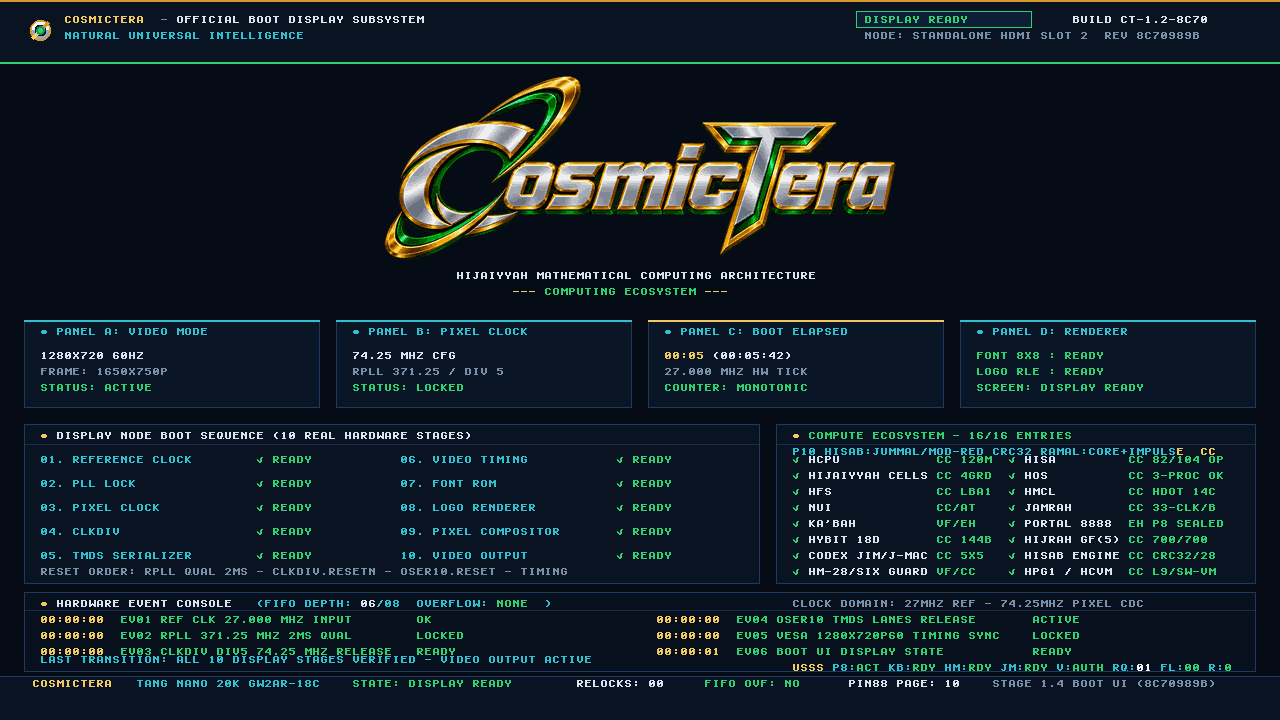 COSMICTERA - OFFICIAL BOOT DISPLAY SUBSYSTEM
NATURAL UNIVERSAL INTELLIGENCE
DISPLAY READY BUILD CT-1.2-8C70
NODE: STANDALONE HDMI SLOT 2 REV 8C70989B
CosmicTera
HIJAIYYAH MATHEMATICAL COMPUTING ARCHITECTURE
--- COMPUTING ECOSYSTEM ---
PANEL A: VIDEO MODE
1280X720 60HZ
FRAME: 1650X750P
STATUS: ACTIVE
PANEL B: PIXEL CLOCK
74.25 MHZ CFG
RPLL 371.25 / DIV 5
STATUS: LOCKED
PANEL C: BOOT ELAPSED
00:05 (00:05:42)
27.000 MHZ HW TICK
COUNTER: MONOTONIC
PANEL D: RENDERER
FONT 8X8 : READY
LOGO RLE : READY
SCREEN: DISPLAY READY
DISPLAY NODE BOOT SEQUENCE (10 REAL HARDWARE STAGES)
01. REFERENCE CLOCK ✓ READY 06. VIDEO TIMING ✓ READY
02. PLL LOCK ✓ READY 07. FONT ROM ✓ READY
03. PIXEL CLOCK ✓ READY 08. LOGO RENDERER ✓ READY
04. CLKDIV ✓ READY 09. PIXEL COMPOSITOR ✓ READY
05. TMDS SERIALIZER ✓ READY 10. VIDEO OUTPUT ✓ READY
RESET ORDER: RPLL QUAL 2MS - CLKDIV.RESETN - OSER10.RESET - TIMING
COMPUTE ECOSYSTEM - 16/16 ENTRIES
P10 HISAB:JUMMAL/MOD-RED CRC32 RAMAL:CORE+IMPULSE CC
✓ HCPU CC 120M ✓ HISA CC 82/104 OP
✓ HIJAIYYAH CELLS CC 46RD ✓ HOS CC 3-PROC OK
✓ HFS CC LBA1 ✓ HMCL CC HDOT 14C
✓ NUI CC/AT ✓ JAMRAH CC 33-CLK/B
✓ KA'BAH VF/EH ✓ PORTAL 8888 EH P8 SEALED
✓ HYBIT 18D CC 144B ✓ HIJRAH GF(5) CC 700/700
✓ CODEX JIM/J-MAC CC 5X5 ✓ HISAB ENGINE CC CRC32/28
✓ HM-28/SIX GUARD VF/CC ✓ HPG1 / HCVM CC L9/SW-VM
HARDWARE EVENT CONSOLE (FIFO DEPTH: 06/08 OVERFLOW: NONE ) CLOCK DOMAIN: 27MHZ REF - 74.25MHZ PIXEL CDC
00:00:00 EV01 REF CLK 27.000 MHZ INPUT OK 00:00:00 EV04 OSER10 TMDS LANES RELEASE ACTIVE
00:00:00 EV02 RPLL 371.25 MHZ 2MS QUAL LOCKED 00:00:00 EV05 VESA 1280X720P60 TIMING SYNC LOCKED
00:00:00 EV03 CLKDIV DIV5 74.25 MHZ RELEASE READY 00:00:01 EV06 BOOT UI DISPLAY STATE READY
LAST TRANSITION: ALL 10 DISPLAY STAGES VERIFIED - VIDEO OUTPUT ACTIVE
USSS P8:ACT KB:RDY HM:RDY JM:RDY V:AUTH RQ:01 FL:00 R:0
COSMICTERA TANG NANO 20K GW2AR-18C STATE: DISPLAY READY RELOCKS: 00 FIFO OVF: NO PIN88 PAGE: 10 STAGE 1.4 BOOT UI (8C70989B)